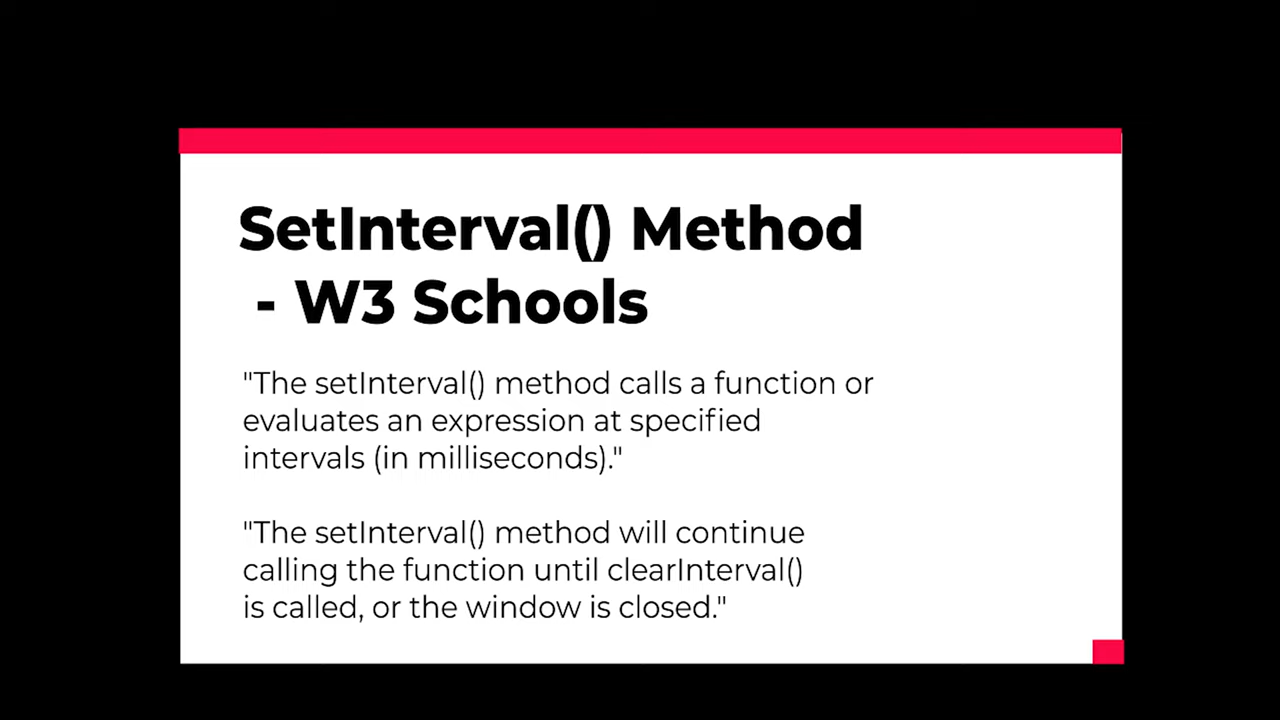 SetInterval() Method
- W3 Schools
"The setInterval() method calls a function or
evaluates an expression at specified
intervals (in milliseconds)."
"The setInterval() method will continue
calling the function until clearInterval()
is called, or the window is closed."